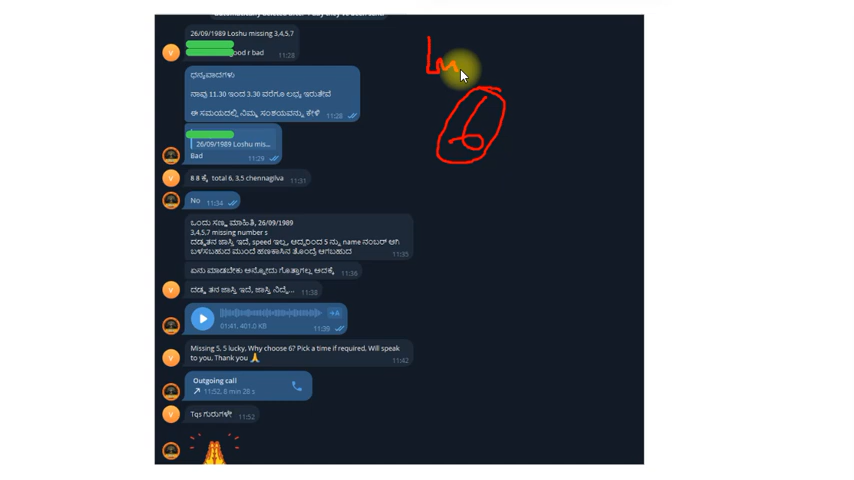 26/09/1989 Loshu missing 3,4,5,7
ood r bad
11:28
ಧನ್ಯವಾದಗಳು
ನಾವು 11.30 ಇಂದ 3.30 ವರೆಗೂ ಲಭ್ಯ ಇರುತೇವೆ
ಈ ಸಮಯದಲ್ಲಿ ನಿಮ್ಮ ಸಂಶಯವನ್ನು ಕೇಳಿ
11:28
26/09/1989 Loshu mis...
Bad
11:29
V
8 8 ಕ್ಕೆ total 6, 3,5 chennagilva 11:31
No 11:34
ಒಂದು ಸಣ್ಣ ಮಾಹಿತಿ, 26/09/1989
3,4,5,7 missing number s
ದಡ್ಡತನ ಜಾಸ್ತಿ ಇದೆ, speed ಇಲ್ಲ, ಆದ್ದರಿಂದ 5 ನ್ನು name ನಂಬರ್ ಆಗಿ
ಬಳಸಬಹುದ ಮುಂದೆ ಹಣಕಾಸಿನ ತೊಂದ್ರೆ ಆಗಬಹುದ
11:35
ಏನು ಮಾಡಬೇಕು ಅನ್ನೋದು ಗೊತ್ತಾಗಲ್ಲ ಅದಕ್ಕೆ 11:36
V
ದಡ್ಡ ತನ ಜಾಸ್ತಿ ಇದೆ, ಜಾಸ್ತಿ ನಿದ್ದೆ... 11:38
→A
01:41, 401.0 KB 11:39
Missing 5, 5 lucky, Why choose 6? Pick a time if required, Will speak
to you, Thank you 🙏 11:42
V
Outgoing call
11:52, 8 min 28 s
V
Tqs ಗುರುಗಳೇ 11:52
6